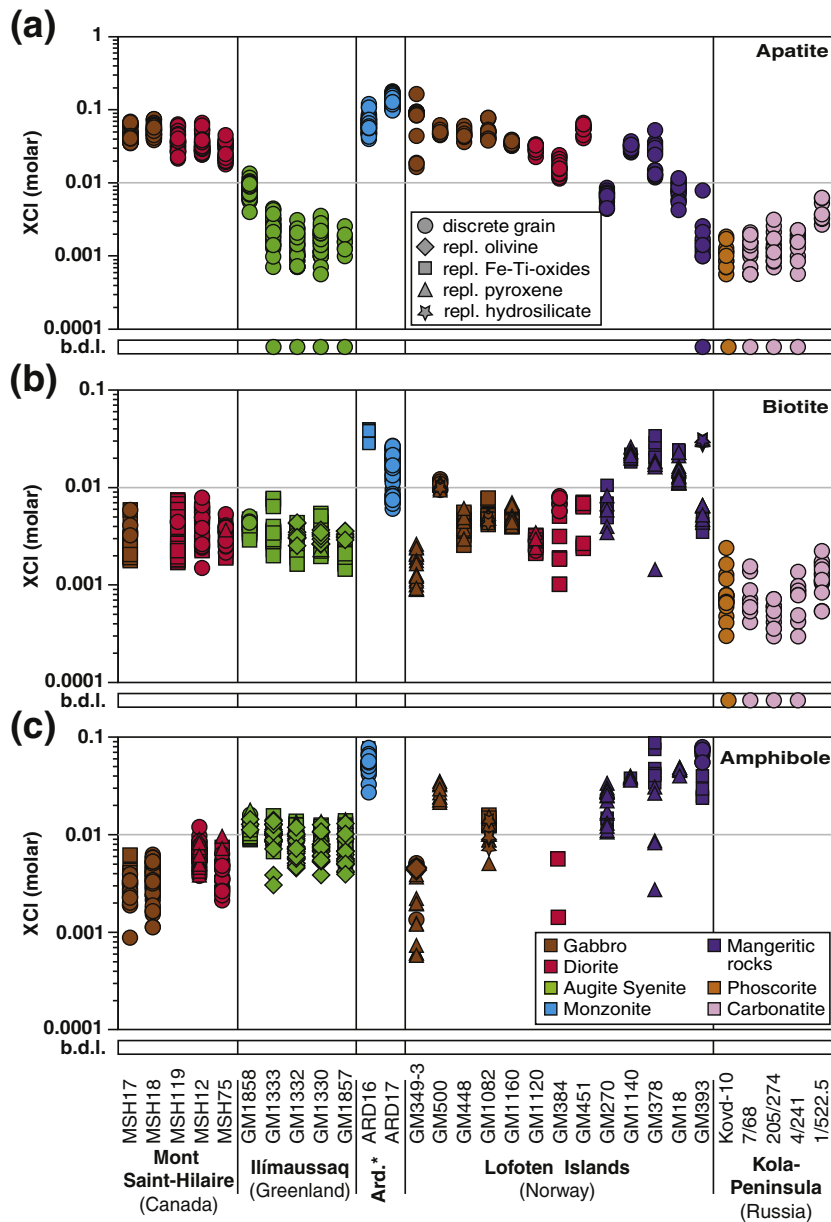 (a)
Apatite
XCl (molar)
1
0.1
0.01
0.001
0.0001
b.d.l.
discrete grain
repl. olivine
repl. Fe-Ti-oxides
repl. pyroxene
repl. hydrosilicate
(b)
Biotite
XCl (molar)
0.1
0.01
0.001
0.0001
b.d.l.
(c)
Amphibole
XCl (molar)
0.1
0.01
0.001
0.0001
b.d.l.
Gabbro
Diorite
Augite Syenite
Monzonite
Mangeritic
rocks
Phoscorite
Carbonatite
MSH17
MSH18
MSH119
MSH12
MSH75
GM1858
GM1333
GM1332
GM1330
GM1857
ARD16
ARD17
GM349-3
GM500
GM448
GM1082
GM1160
GM1120
GM384
GM451
GM270
GM1140
GM378
GM18
GM393
Kovd-10
7/68
205/274
4/241
1/522.5
Mont
Saint-Hilaire
(Canada)
Ilímaussaq
(Greenland)
Ard.*
Lofoten Islands
(Norway)
Kola-
Peninsula
(Russia)